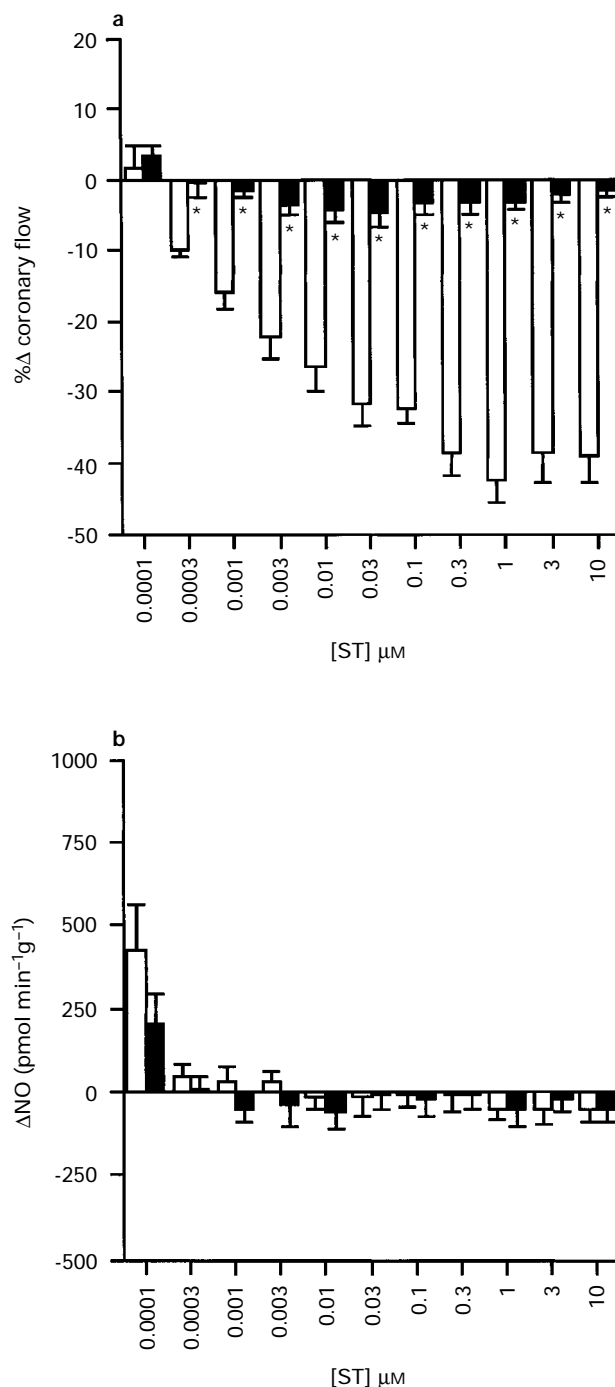 a
20
10
0
-10
-20
-30
-40
-50
%Δ coronary flow
* * * * * * * * * *
0.0001 0.0003 0.001 0.003 0.01 0.03 0.1 0.3 1 3 10
[ST] μM
b
1000
750
500
250
0
-250
-500
ΔNO (pmol min⁻¹g⁻¹)
0.0001 0.0003 0.001 0.003 0.01 0.03 0.1 0.3 1 3 10
[ST] μM